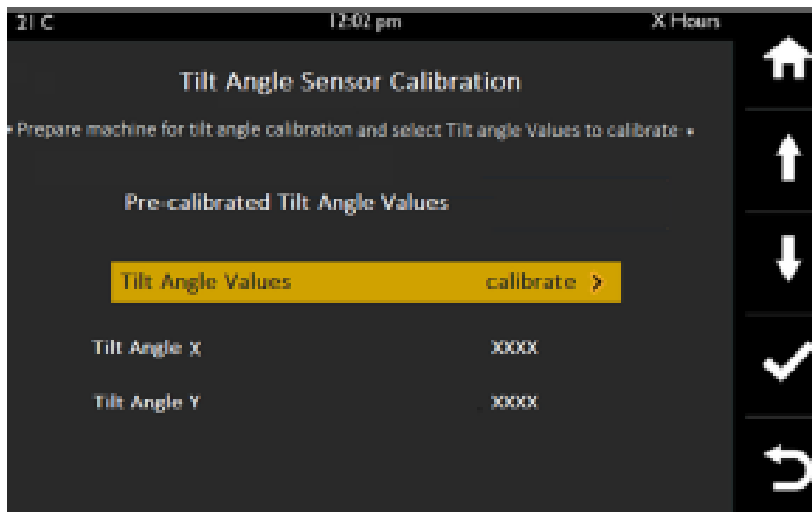 21 C 12:02 pm X Hours
Tilt Angle Sensor Calibration
• Prepare machine for tilt angle calibration and select Tilt angle Values to calibrate •
Pre-calibrated Tilt Angle Values
Tilt Angle Values calibrate >
Tilt Angle X XXXX
Tilt Angle Y XXXX